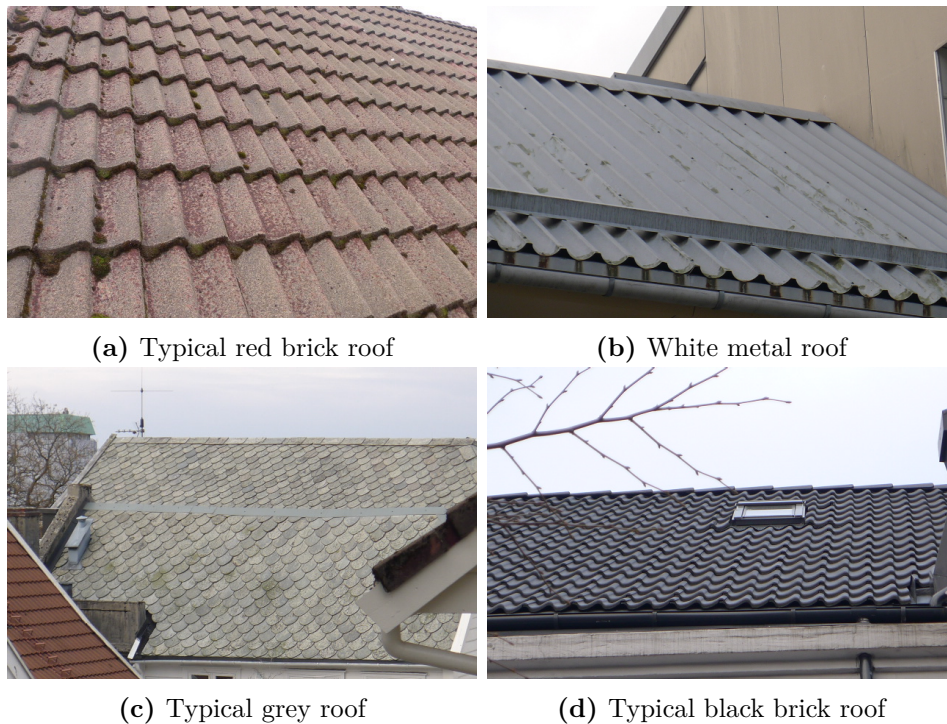 (a) Typical red brick roof
(b) White metal roof
(c) Typical grey roof
(d) Typical black brick roof